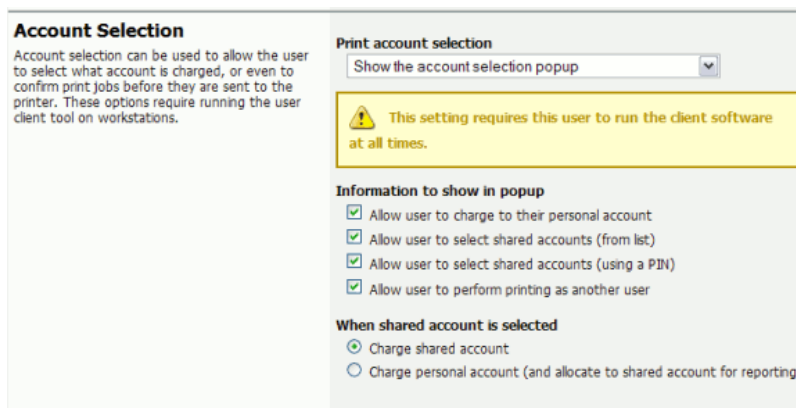 Account Selection
Account selection can be used to allow the user
to select what account is charged, or even to
confirm print jobs before they are sent to the
printer. These options require running the user
client tool on workstations.
Print account selection
Show the account selection popup
This setting requires this user to run the client software
at all times.
Information to show in popup
Allow user to charge to their personal account
Allow user to select shared accounts (from list)
Allow user to select shared accounts (using a PIN)
Allow user to perform printing as another user
When shared account is selected
Charge shared account
Charge personal account (and allocate to shared account for reporting